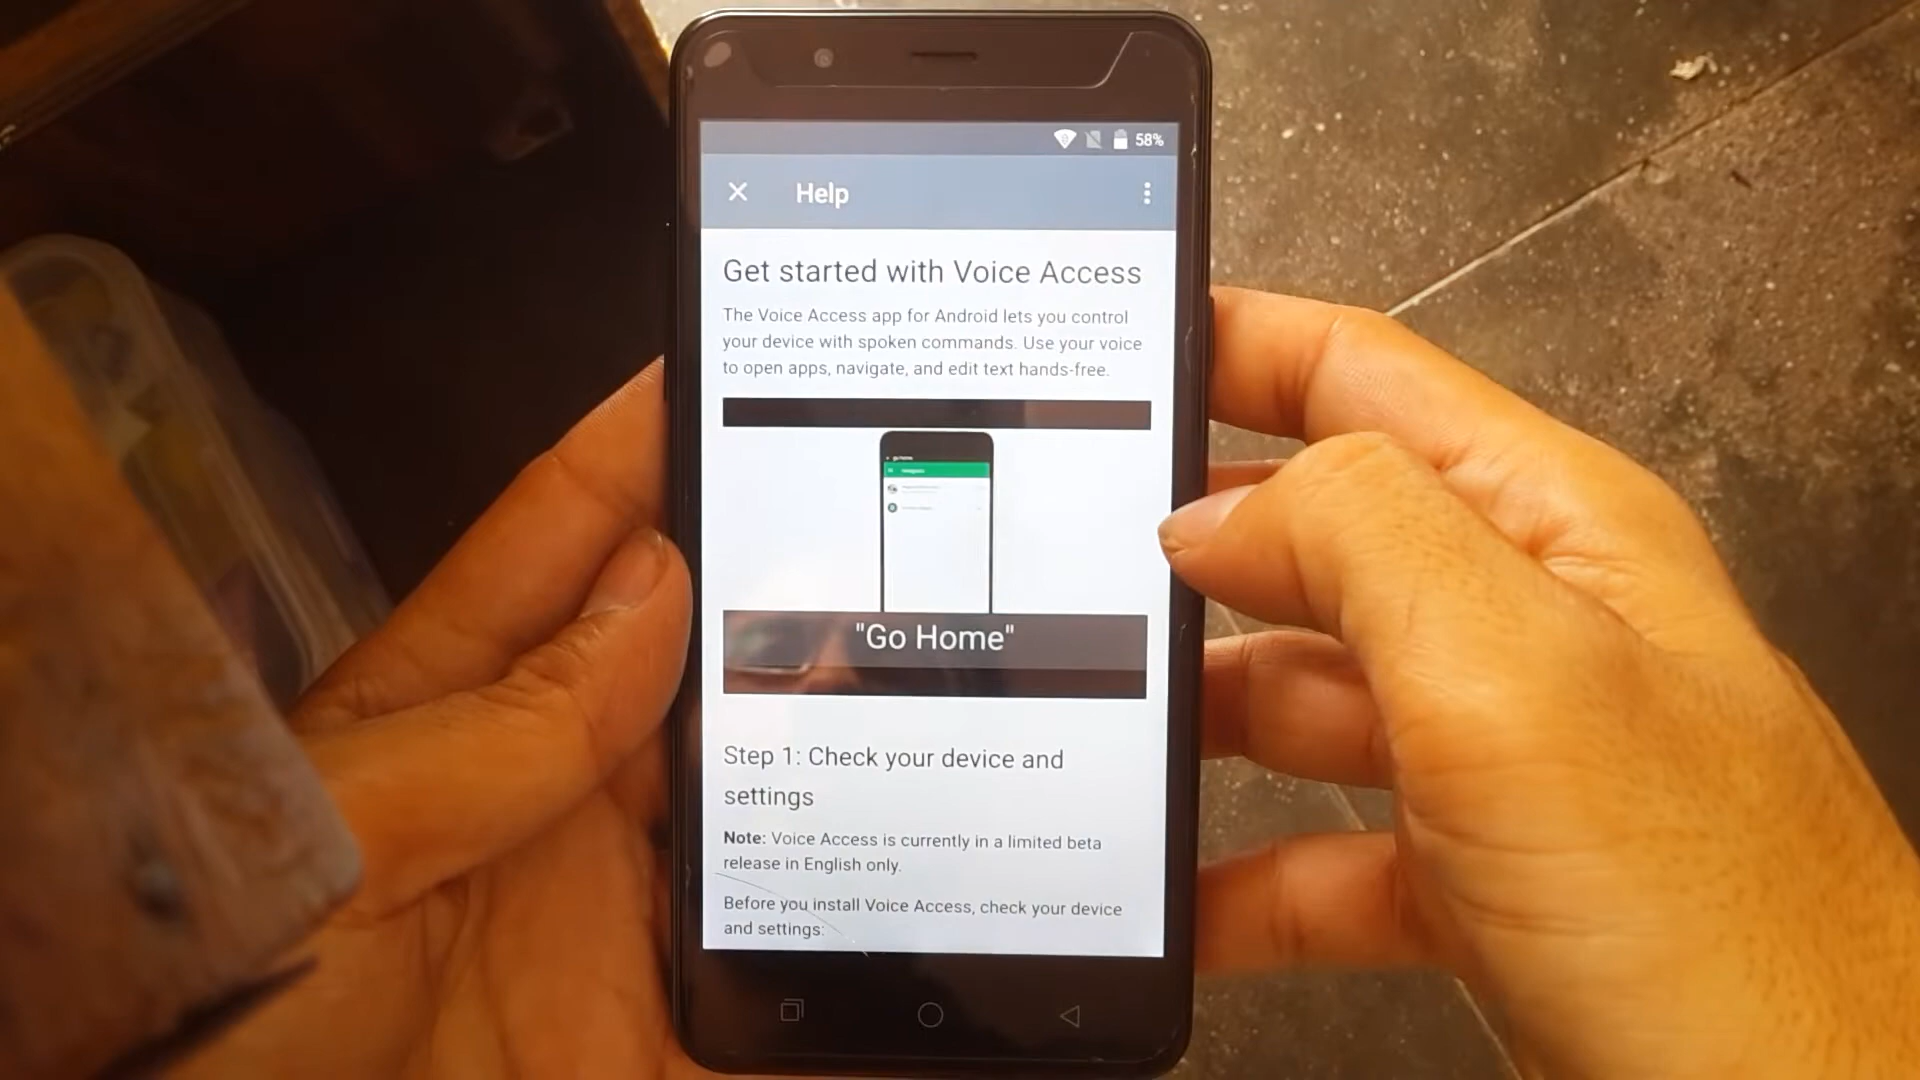 58%
Help
Get started with Voice Access
The Voice Access app for Android lets you control
your device with spoken commands. Use your voice
to open apps, navigate, and edit text hands-free.
"Go Home"
Step 1: Check your device and
settings
Note: Voice Access is currently in a limited beta
release in English only.
Before you install Voice Access, check your device
and settings: